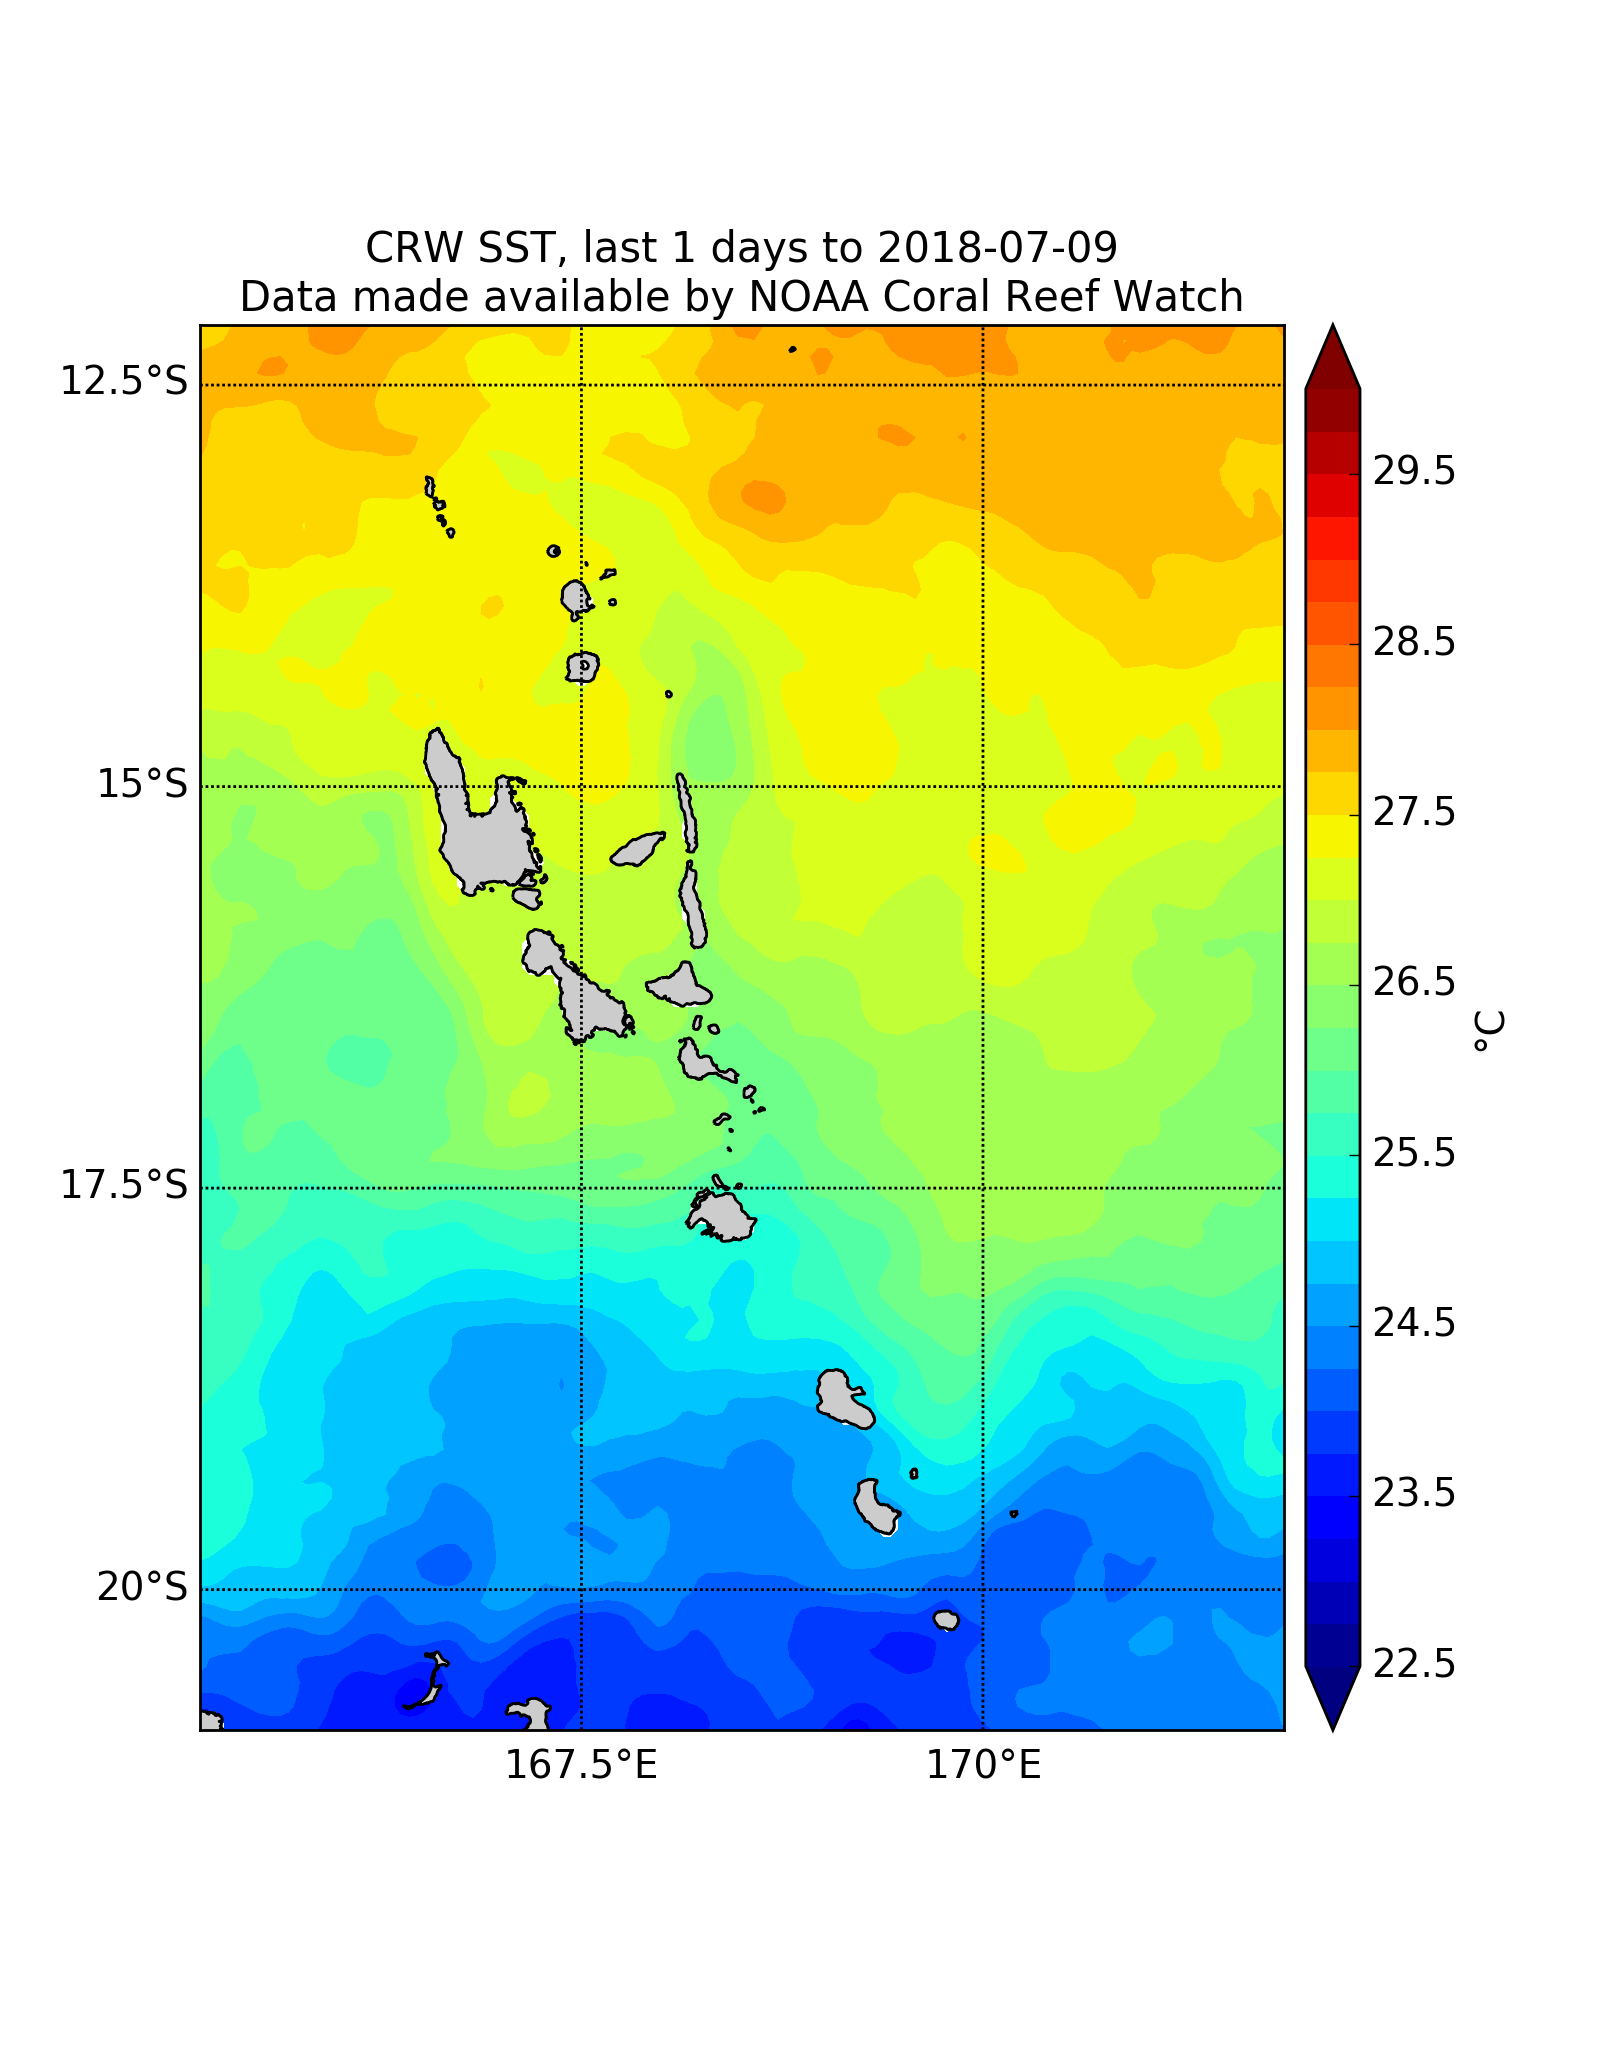 CRW SST, last 1 days to 2018-07-09
Data made available by NOAA Coral Reef Watch
12.5°S
15°S
17.5°S
20°S
167.5°E
170°E
29.5
28.5
27.5
26.5
25.5
24.5
23.5
22.5
°C